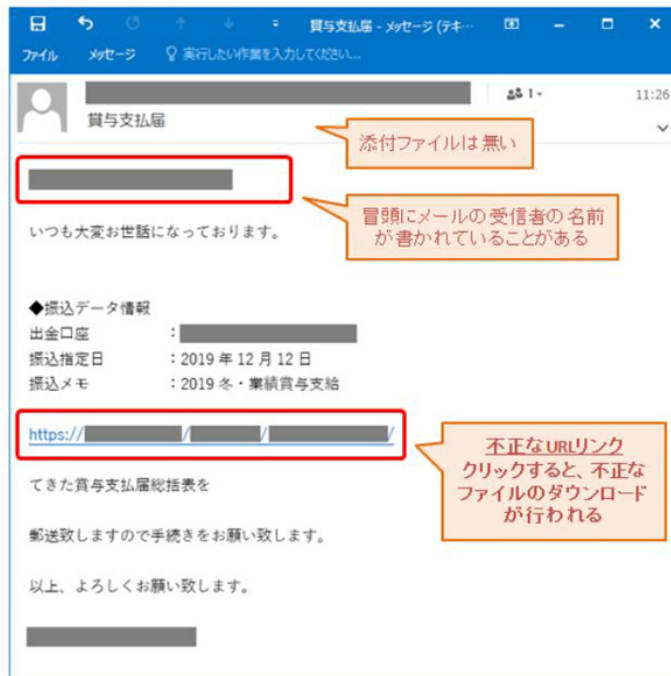 賞与支払届 - メッセージ (テキ…
ファイル メッセージ 実行したい作業を入力してください...
1
11:26
賞与支払届
添付ファイルは無い
冒頭にメールの受信者の名前
が書かれていることがある
いつも大変お世話になっております。
◆振込データ情報
出金口座 :
振込指定日 : 2019 年 12 月 12 日
振込メモ : 2019 冬・業績賞与支給
https:// / / /
不正なURLリンク
クリックすると、不正な
ファイルのダウンロード
が行われる
てきた賞与支払届総括表を
郵送致しますので手続きをお願い致します。
以上、よろしくお願い致します。